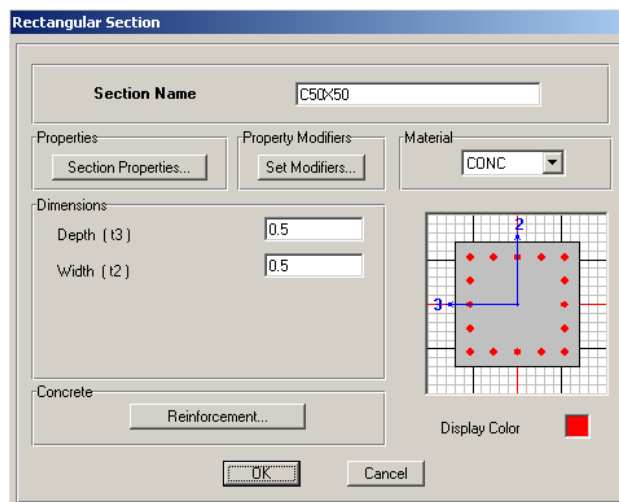 Rectangular Section
Section Name C50X50
Properties Property Modifiers Material
Section Properties... Set Modifiers... CONC
Dimensions
Depth ( t3 ) 0.5
Width ( t2 ) 0.5
2
3
Concrete
Reinforcement...
Display Color
OK Cancel